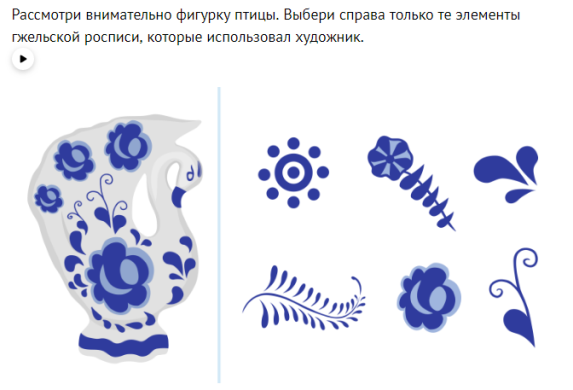 Рассмотри внимательно фигурку птицы. Выбери справа только те элементы
гжельской росписи, которые использовал художник.